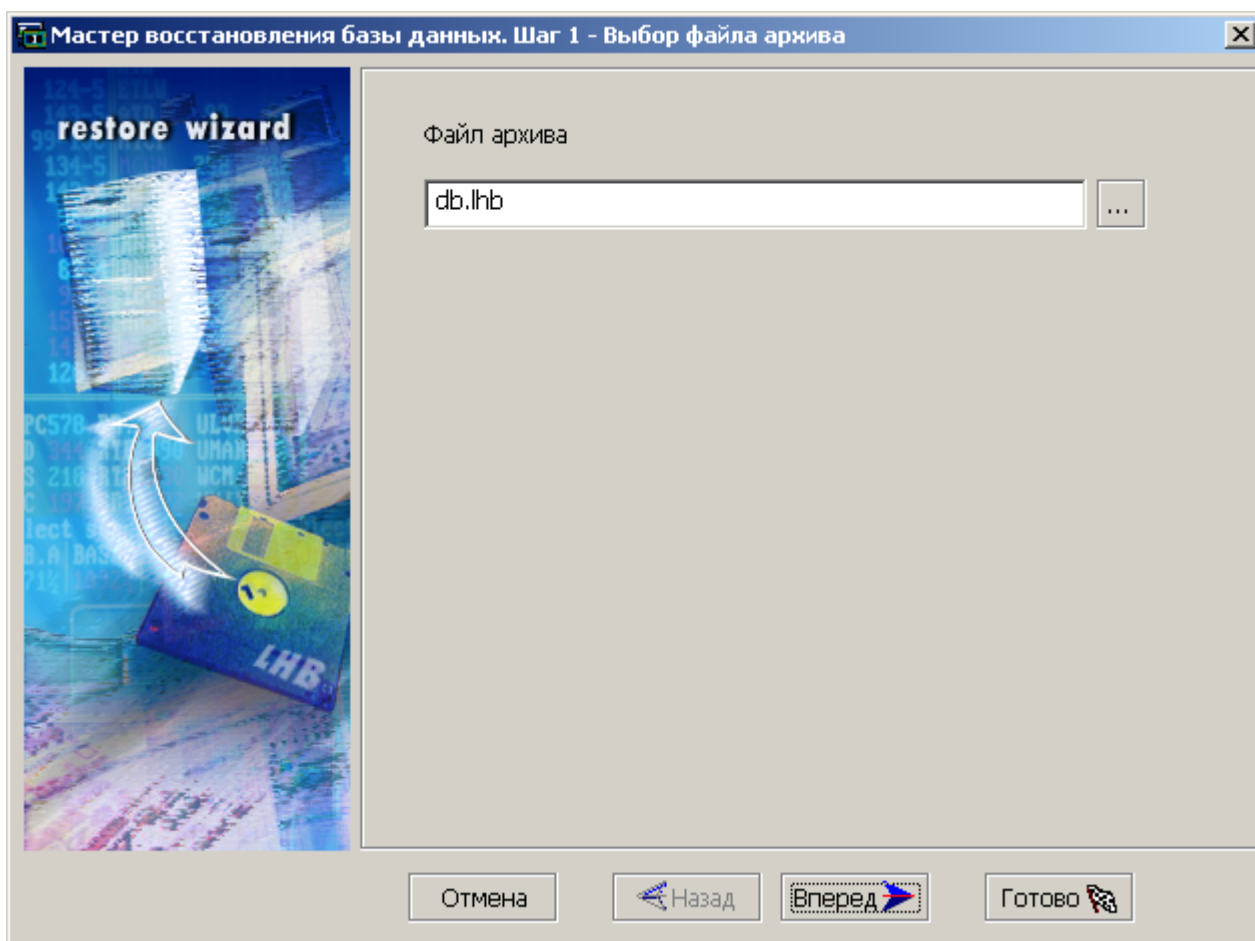 Мастер восстановления базы данных. Шаг 1 - Выбор файла архива
restore wizard
Файл архива
db.lhb
...
LHB
Отмена
Назад
Вперед
Готово